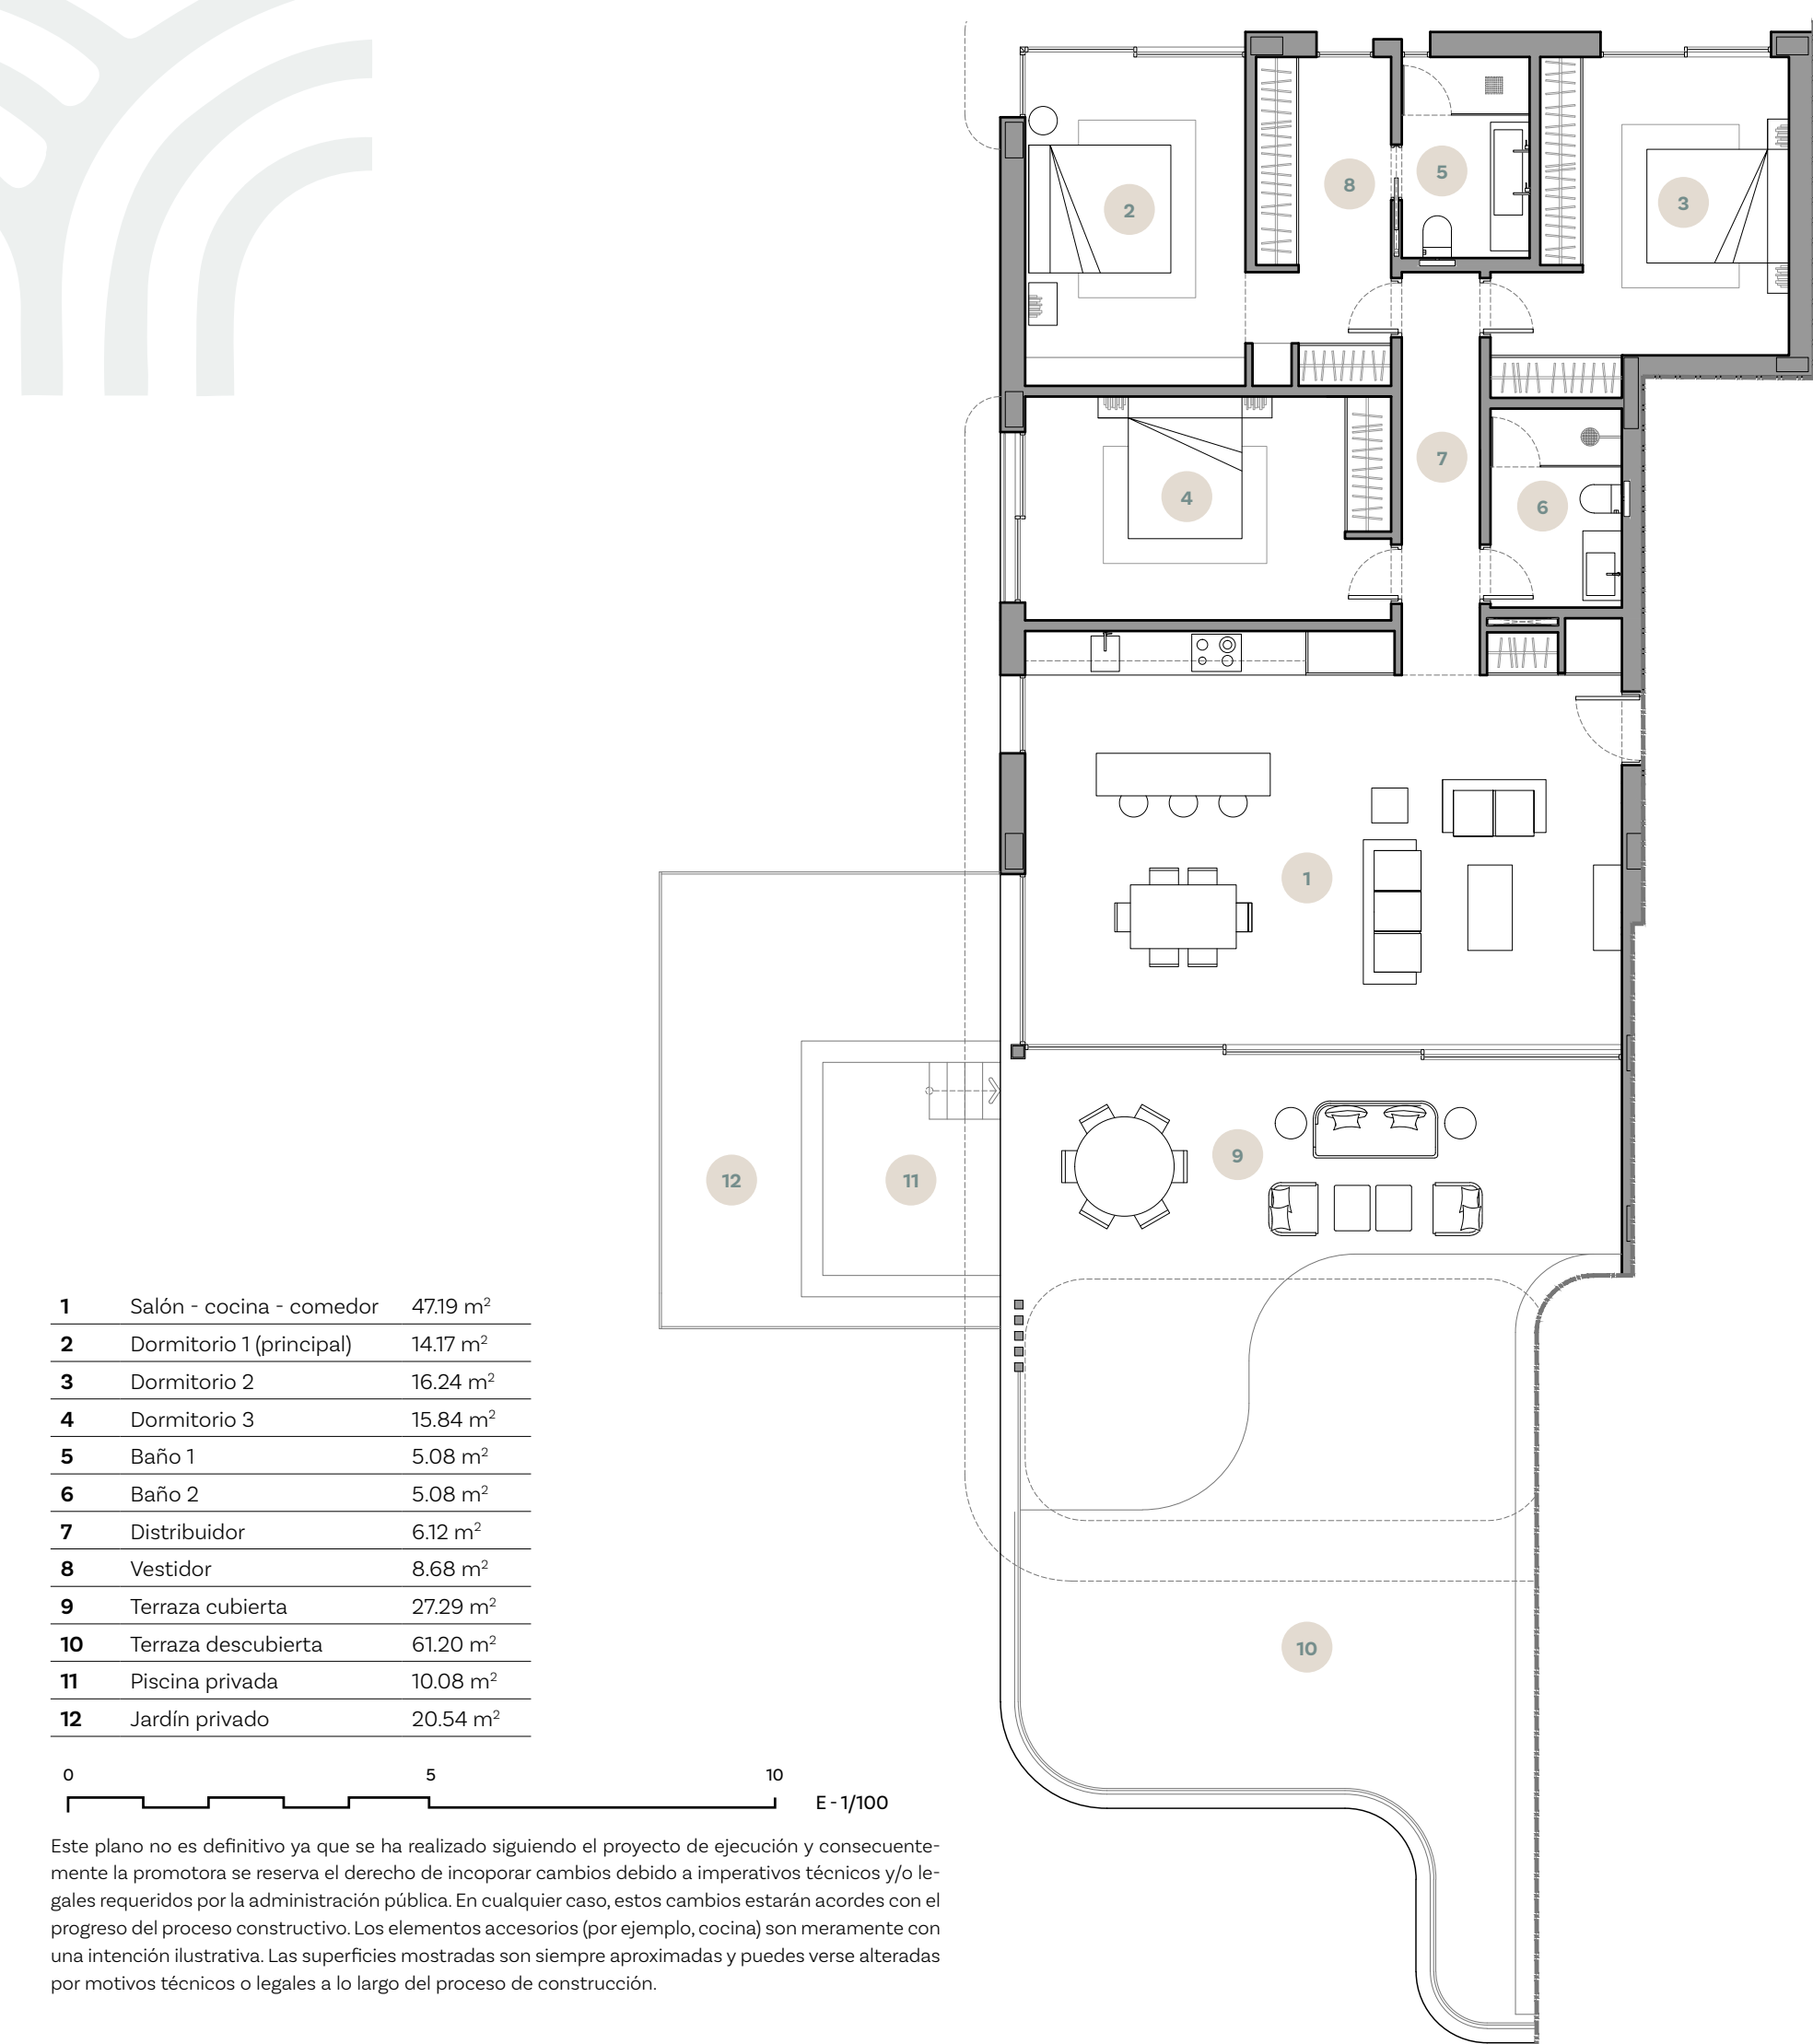 2
8
5
3
4
7
6
1
9
12
11
10
1 Salón - cocina - comedor 47.19 m²
2 Dormitorio 1 (principal) 14.17 m²
3 Dormitorio 2 16.24 m²
4 Dormitorio 3 15.84 m²
5 Baño 1 5.08 m²
6 Baño 2 5.08 m²
7 Distribuidor 6.12 m²
8 Vestidor 8.68 m²
9 Terraza cubierta 27.29 m²
10 Terraza descubierta 61.20 m²
11 Piscina privada 10.08 m²
12 Jardín privado 20.54 m²
0 5 10
E - 1/100
Este plano no es definitivo ya que se ha realizado siguiendo el proyecto de ejecución y consecuente-
mente la promotora se reserva el derecho de incoporar cambios debido a imperativos técnicos y/o le-
gales requeridos por la administración pública. En cualquier caso, estos cambios estarán acordes con el
progreso del proceso constructivo. Los elementos accesorios (por ejemplo, cocina) son meramente con
una intención ilustrativa. Las superficies mostradas son siempre aproximadas y puedes verse alteradas
por motivos técnicos o legales a lo largo del proceso de construcción.